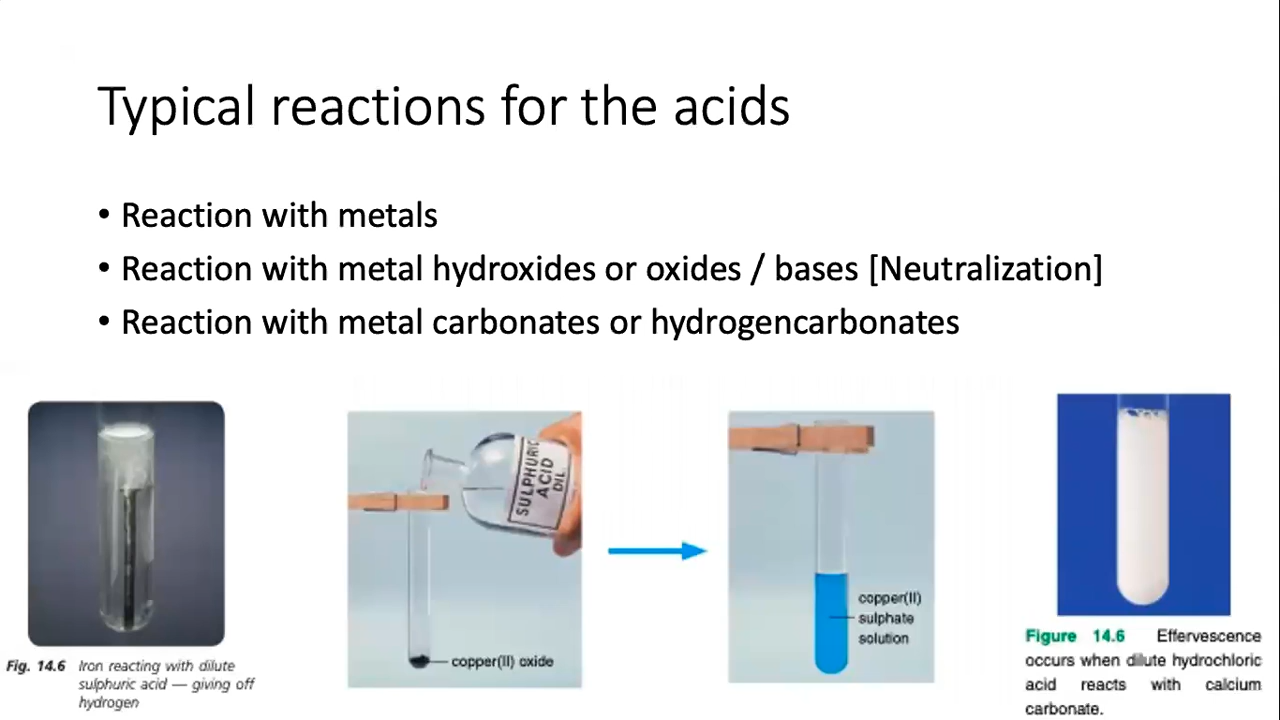 Typical reactions for the acids
• Reaction with metals
• Reaction with metal hydroxides or oxides / bases [Neutralization]
• Reaction with metal carbonates or hydrogencarbonates
Fig. 14.6 Iron reacting with dilute
sulphuric acid — giving off
hydrogen
SULPHURIC
ACID
DIL.
copper(II) oxide
copper(II)
sulphate
solution
Figure 14.6 Effervescence
occurs when dilute hydrochloric
acid reacts with calcium
carbonate.